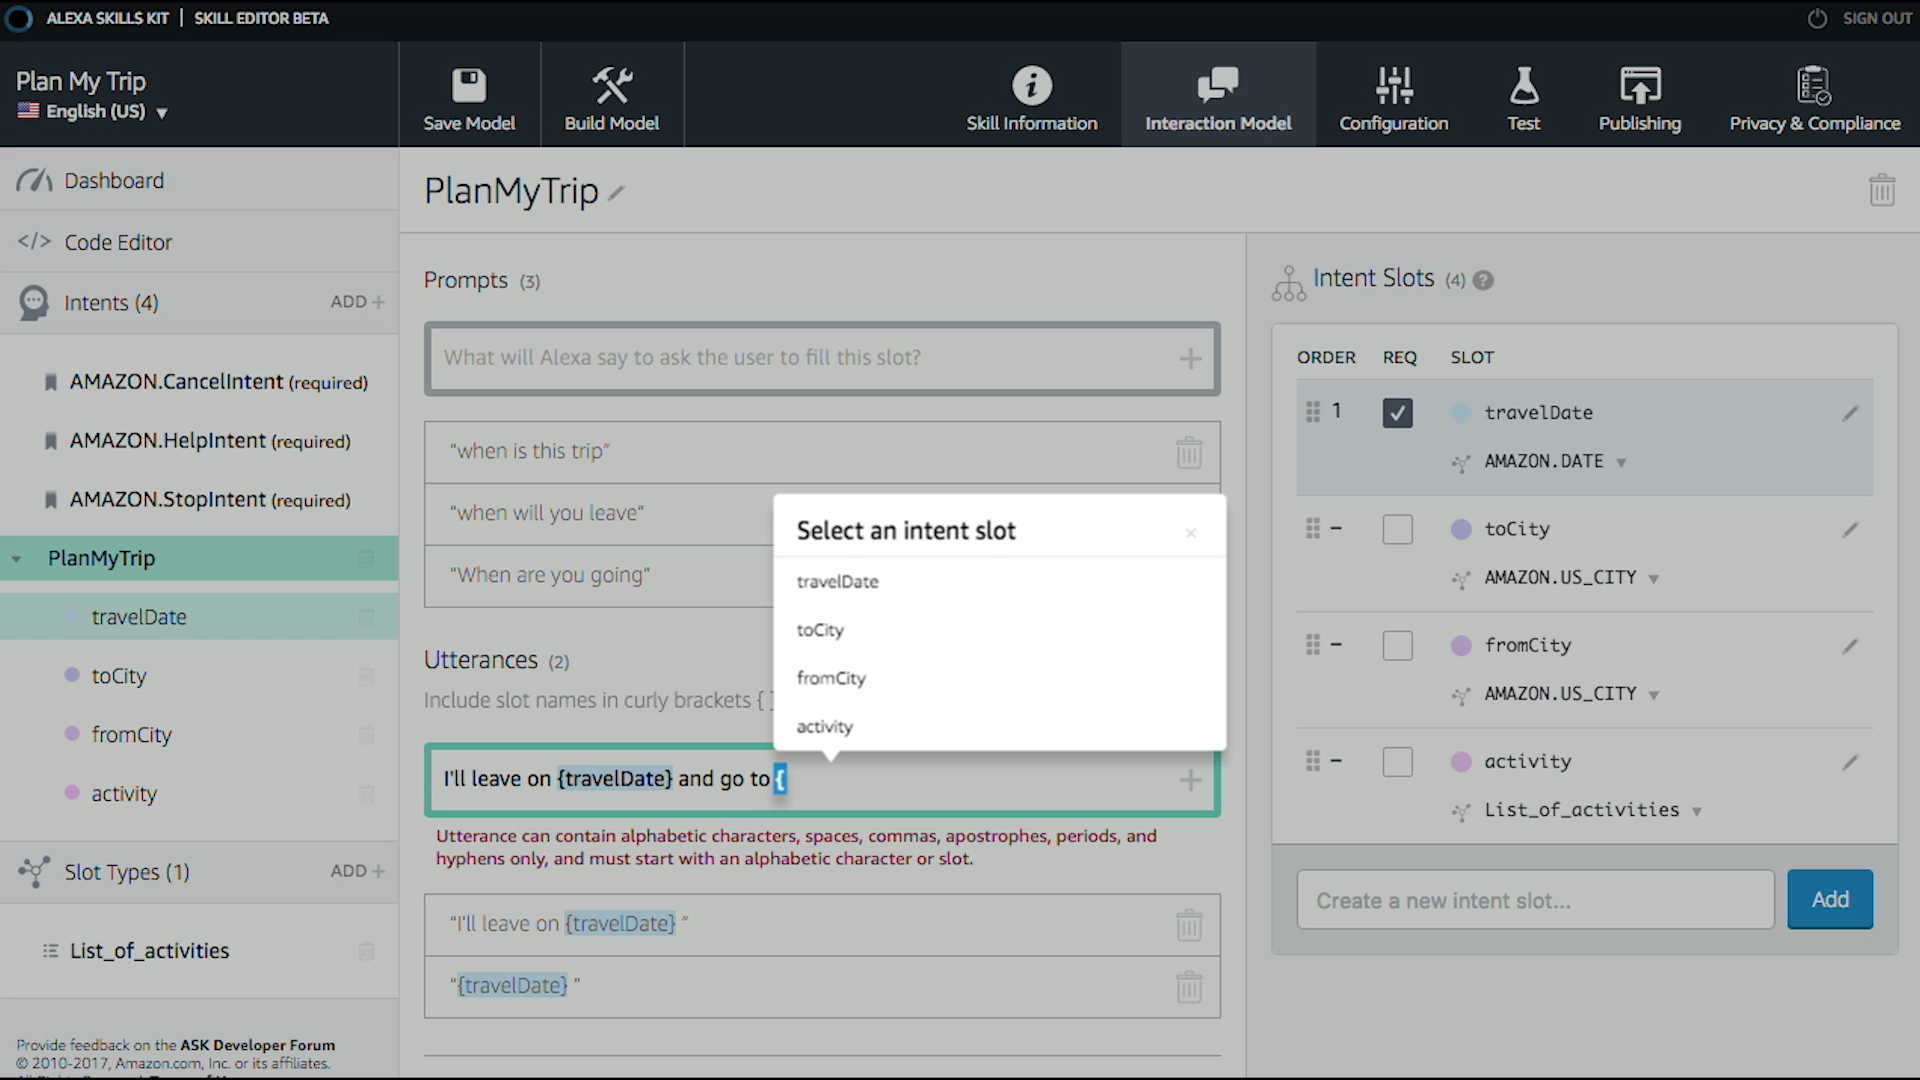 ALEXA SKILLS KIT | SKILL EDITOR BETA
SIGN OUT
Plan My Trip
English (US) ▼
Save Model
Build Model
Skill Information
Interaction Model
Configuration
Test
Publishing
Privacy & Compliance
Dashboard
</> Code Editor
Intents (4)
ADD +
AMAZON.CancelIntent (required)
AMAZON.HelpIntent (required)
AMAZON.StopIntent (required)
PlanMyTrip
travelDate
toCity
fromCity
activity
Slot Types (1)
ADD +
List_of_activities
Provide feedback on the ASK Developer Forum
© 2010-2017, Amazon.com, Inc. or its affiliates.
PlanMyTrip
Prompts (3)
What will Alexa say to ask the user to fill this slot?
“when is this trip”
“when will you leave”
“When are you going”
Select an intent slot
travelDate
toCity
fromCity
activity
Utterances (2)
Include slot names in curly brackets {
I'll leave on {travelDate} and go to {
Utterance can contain alphabetic characters, spaces, commas, apostrophes, periods, and
hyphens only, and must start with an alphabetic character or slot.
“I'll leave on {travelDate} ”
“{travelDate} ”
Intent Slots (4) ?
ORDER REQ SLOT
1 travelDate
AMAZON.DATE ▼
– toCity
AMAZON.US_CITY ▼
– fromCity
AMAZON.US_CITY ▼
– activity
List_of_activities ▼
Create a new intent slot...
Add